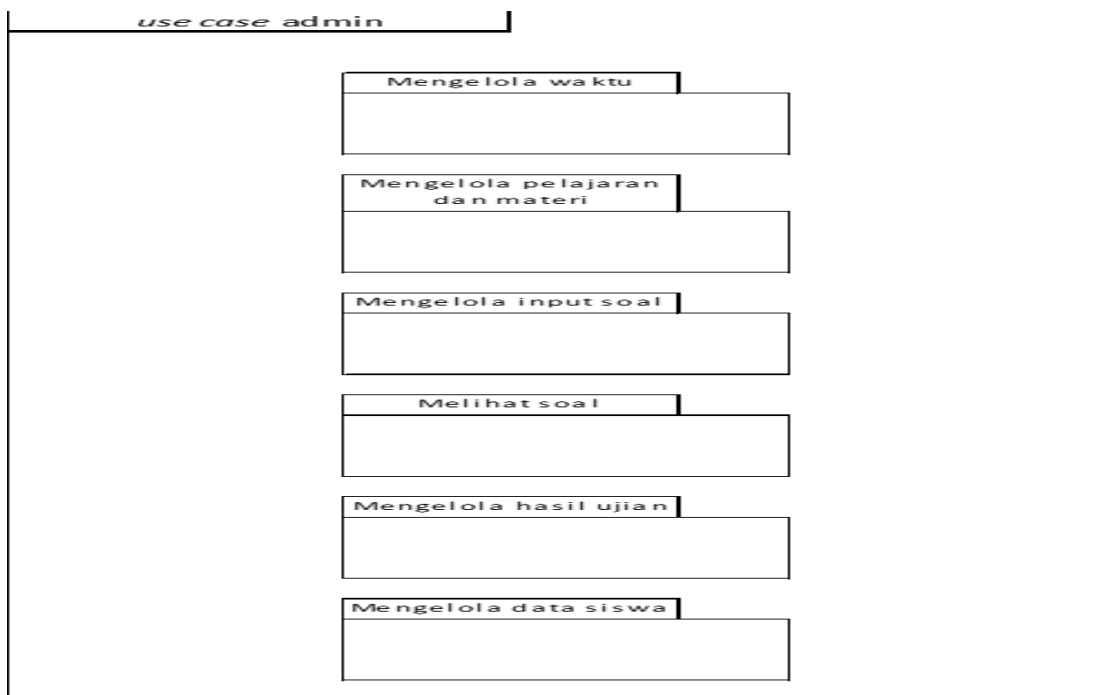 use case admin
Mengelola waktu
Mengelola pelajaran
dan materi
Mengelola input soal
Melihat soal
Mengelola hasil ujian
Mengelola data siswa